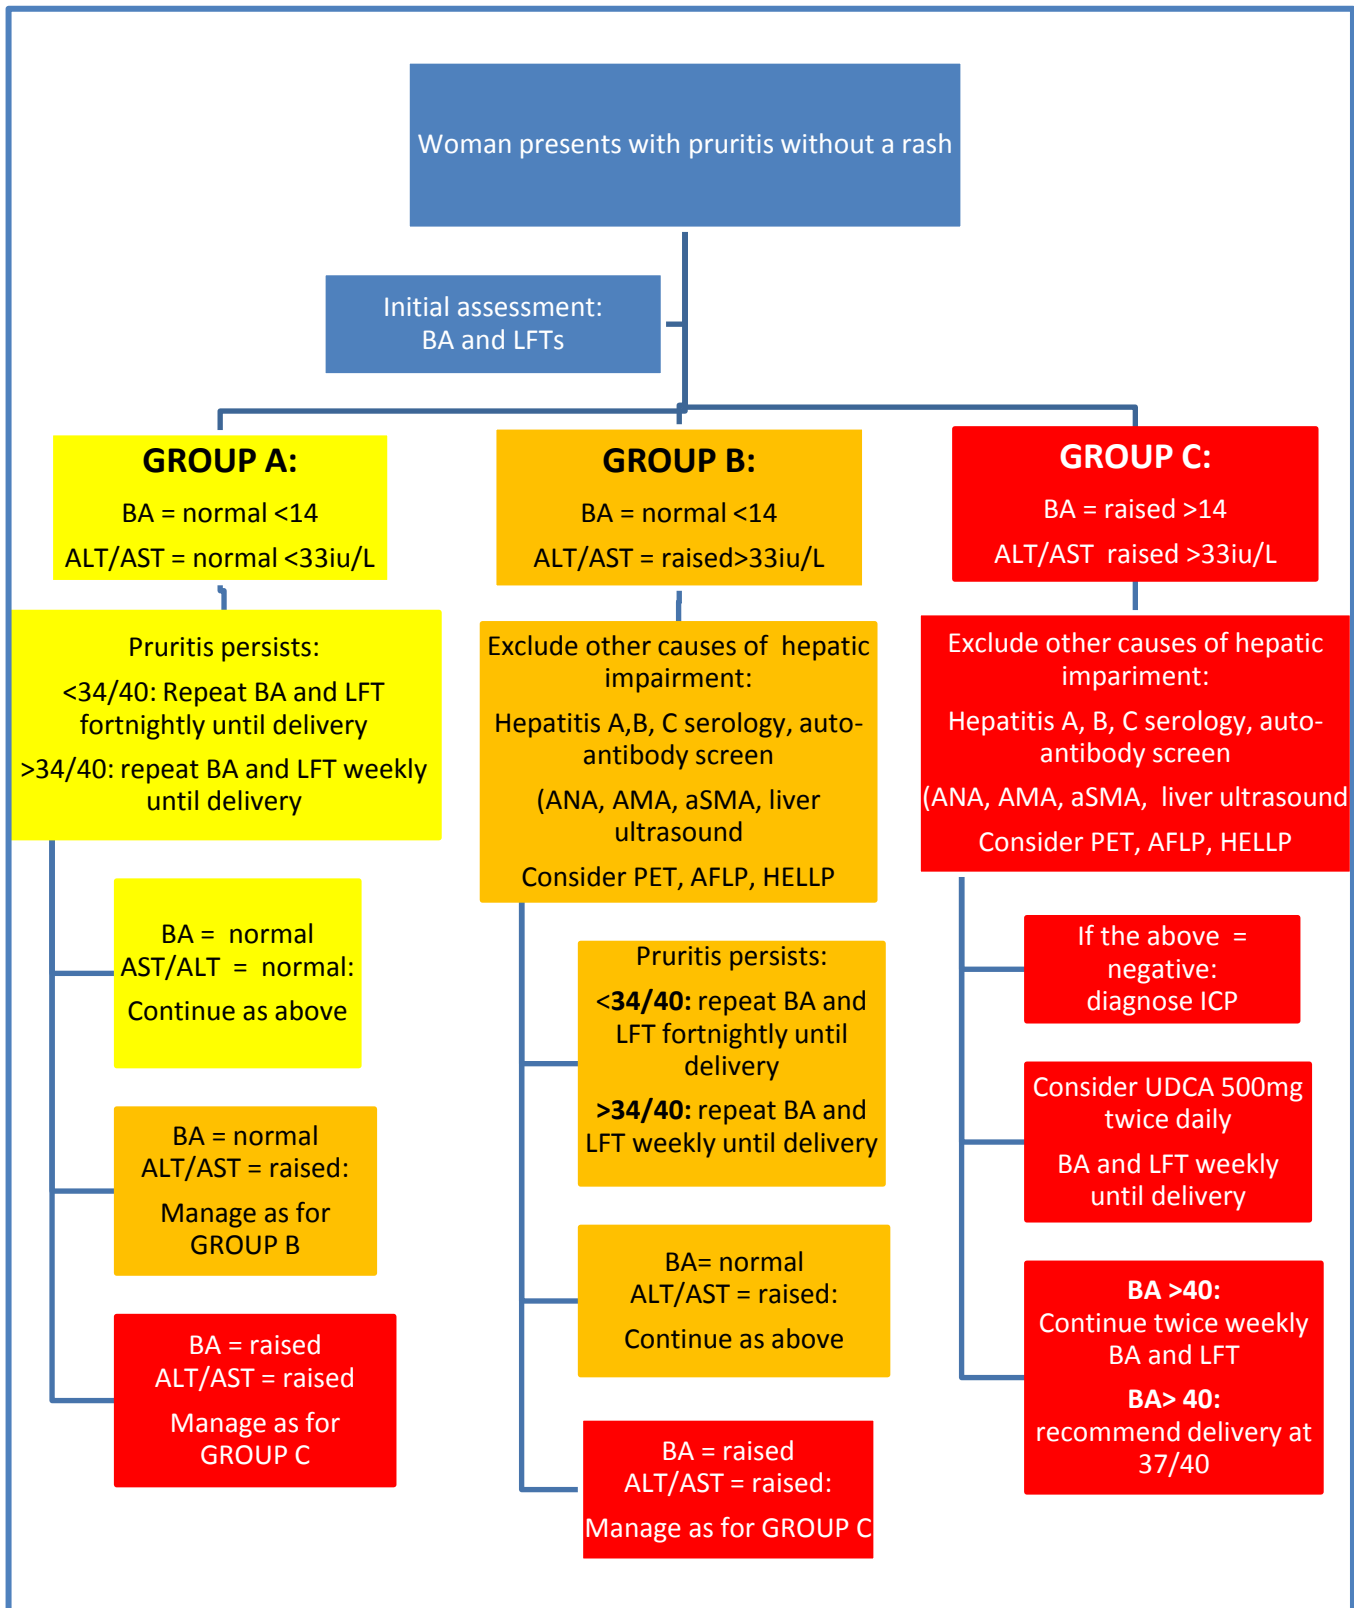 Woman presents with pruritis without a rash
Initial assessment:
BA and LFTs
GROUP A:
BA = normal <14
ALT/AST = normal <33iu/L
Pruritis persists:
<34/40: Repeat BA and LFT
fortnightly until delivery
>34/40: repeat BA and LFT weekly
until delivery
BA = normal
AST/ALT = normal:
Continue as above
BA = normal
ALT/AST = raised:
Manage as for
GROUP B
BA = raised
ALT/AST = raised
Manage as for
GROUP C
GROUP B:
BA = normal <14
ALT/AST = raised>33iu/L
Exclude other causes of hepatic
impairment:
Hepatitis A,B, C serology, auto-
antibody screen
(ANA, AMA, aSMA, liver
ultrasound
Consider PET, AFLP, HELLP
Pruritis persists:
<34/40: repeat BA and
LFT fortnightly until
delivery
>34/40: repeat BA and
LFT weekly until delivery
BA= normal
ALT/AST = raised:
Continue as above
BA = raised
ALT/AST = raised:
Manage as for GROUP C
GROUP C:
BA = raised >14
ALT/AST raised >33iu/L
Exclude other causes of hepatic
impariment:
Hepatitis A, B, C serology, auto-
antibody screen
(ANA, AMA, aSMA, liver ultrasound
Consider PET, AFLP, HELLP
If the above =
negative:
diagnose ICP
Consider UDCA 500mg
twice daily
BA and LFT weekly
until delivery
BA >40:
Continue twice weekly
BA and LFT
BA> 40:
recommend delivery at
37/40